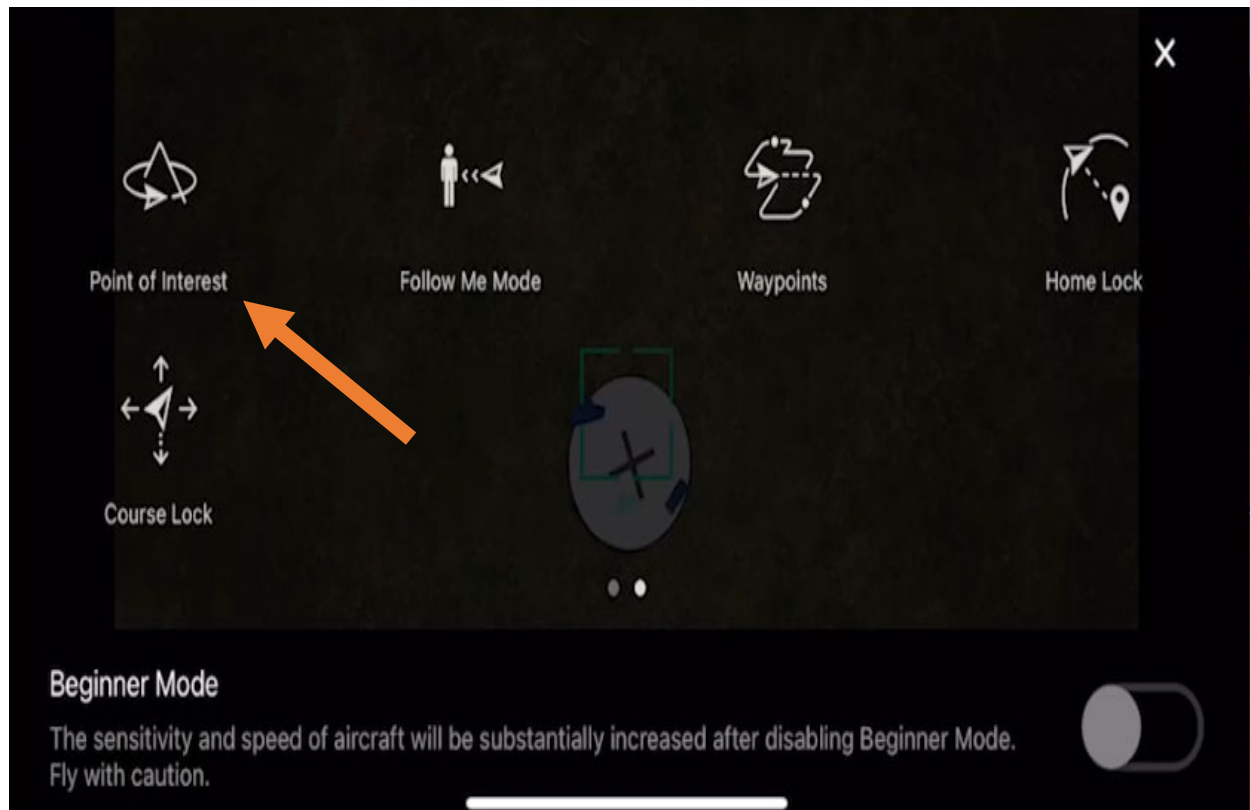 X
Point of Interest
Follow Me Mode
Waypoints
Home Lock
Course Lock
Beginner Mode
The sensitivity and speed of aircraft will be substantially increased after disabling Beginner Mode.
Fly with caution.